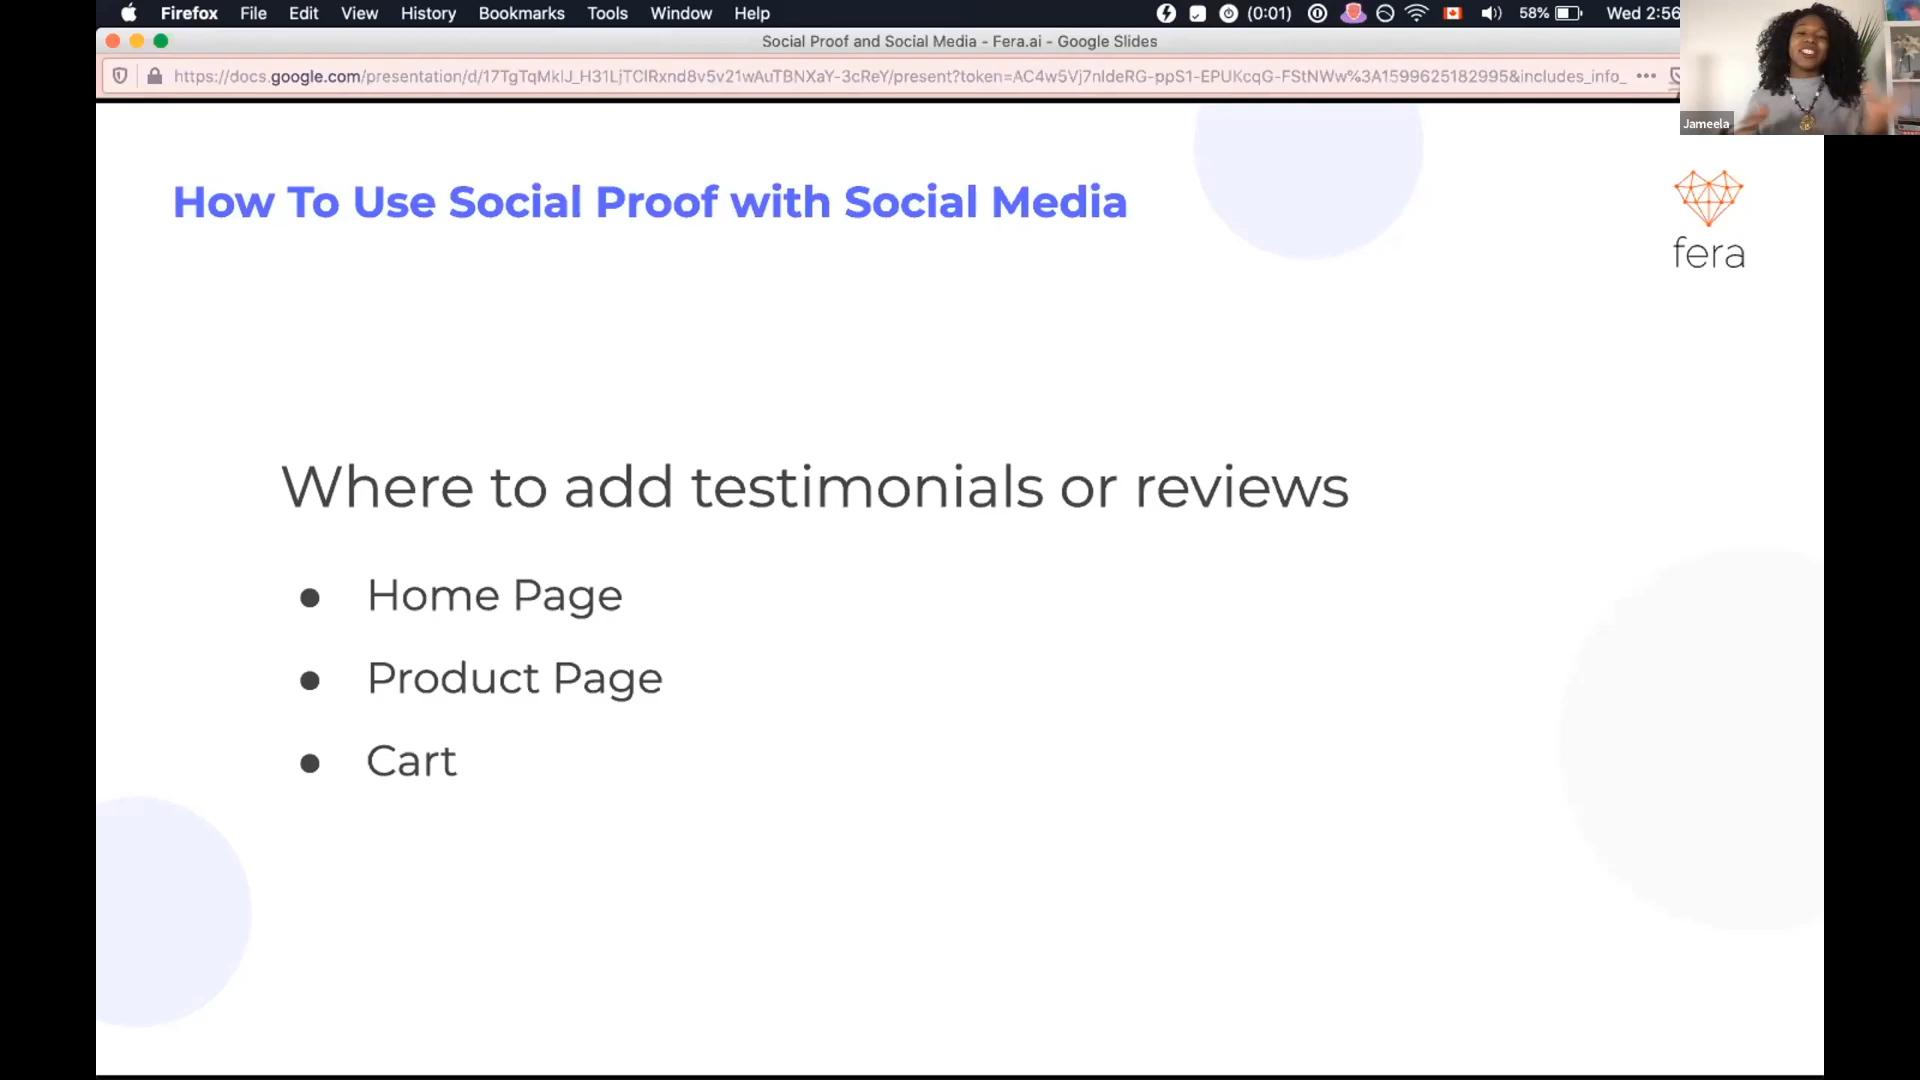 Firefox File Edit View History Bookmarks Tools Window Help (0:01) 58% Wed 2:56
Social Proof and Social Media - Fera.ai - Google Slides
https://docs.google.com/presentation/d/17TgTqMkIJ_H31LjTClRxnd8v5v21wAuTBNXaY-3cReY/present?token=AC4w5Vj7nIdeRG-ppS1-EPUKcqG-FStNWw%3A1599625182995&includes_info_
Jameela
How To Use Social Proof with Social Media
fera
Where to add testimonials or reviews
● Home Page
● Product Page
● Cart